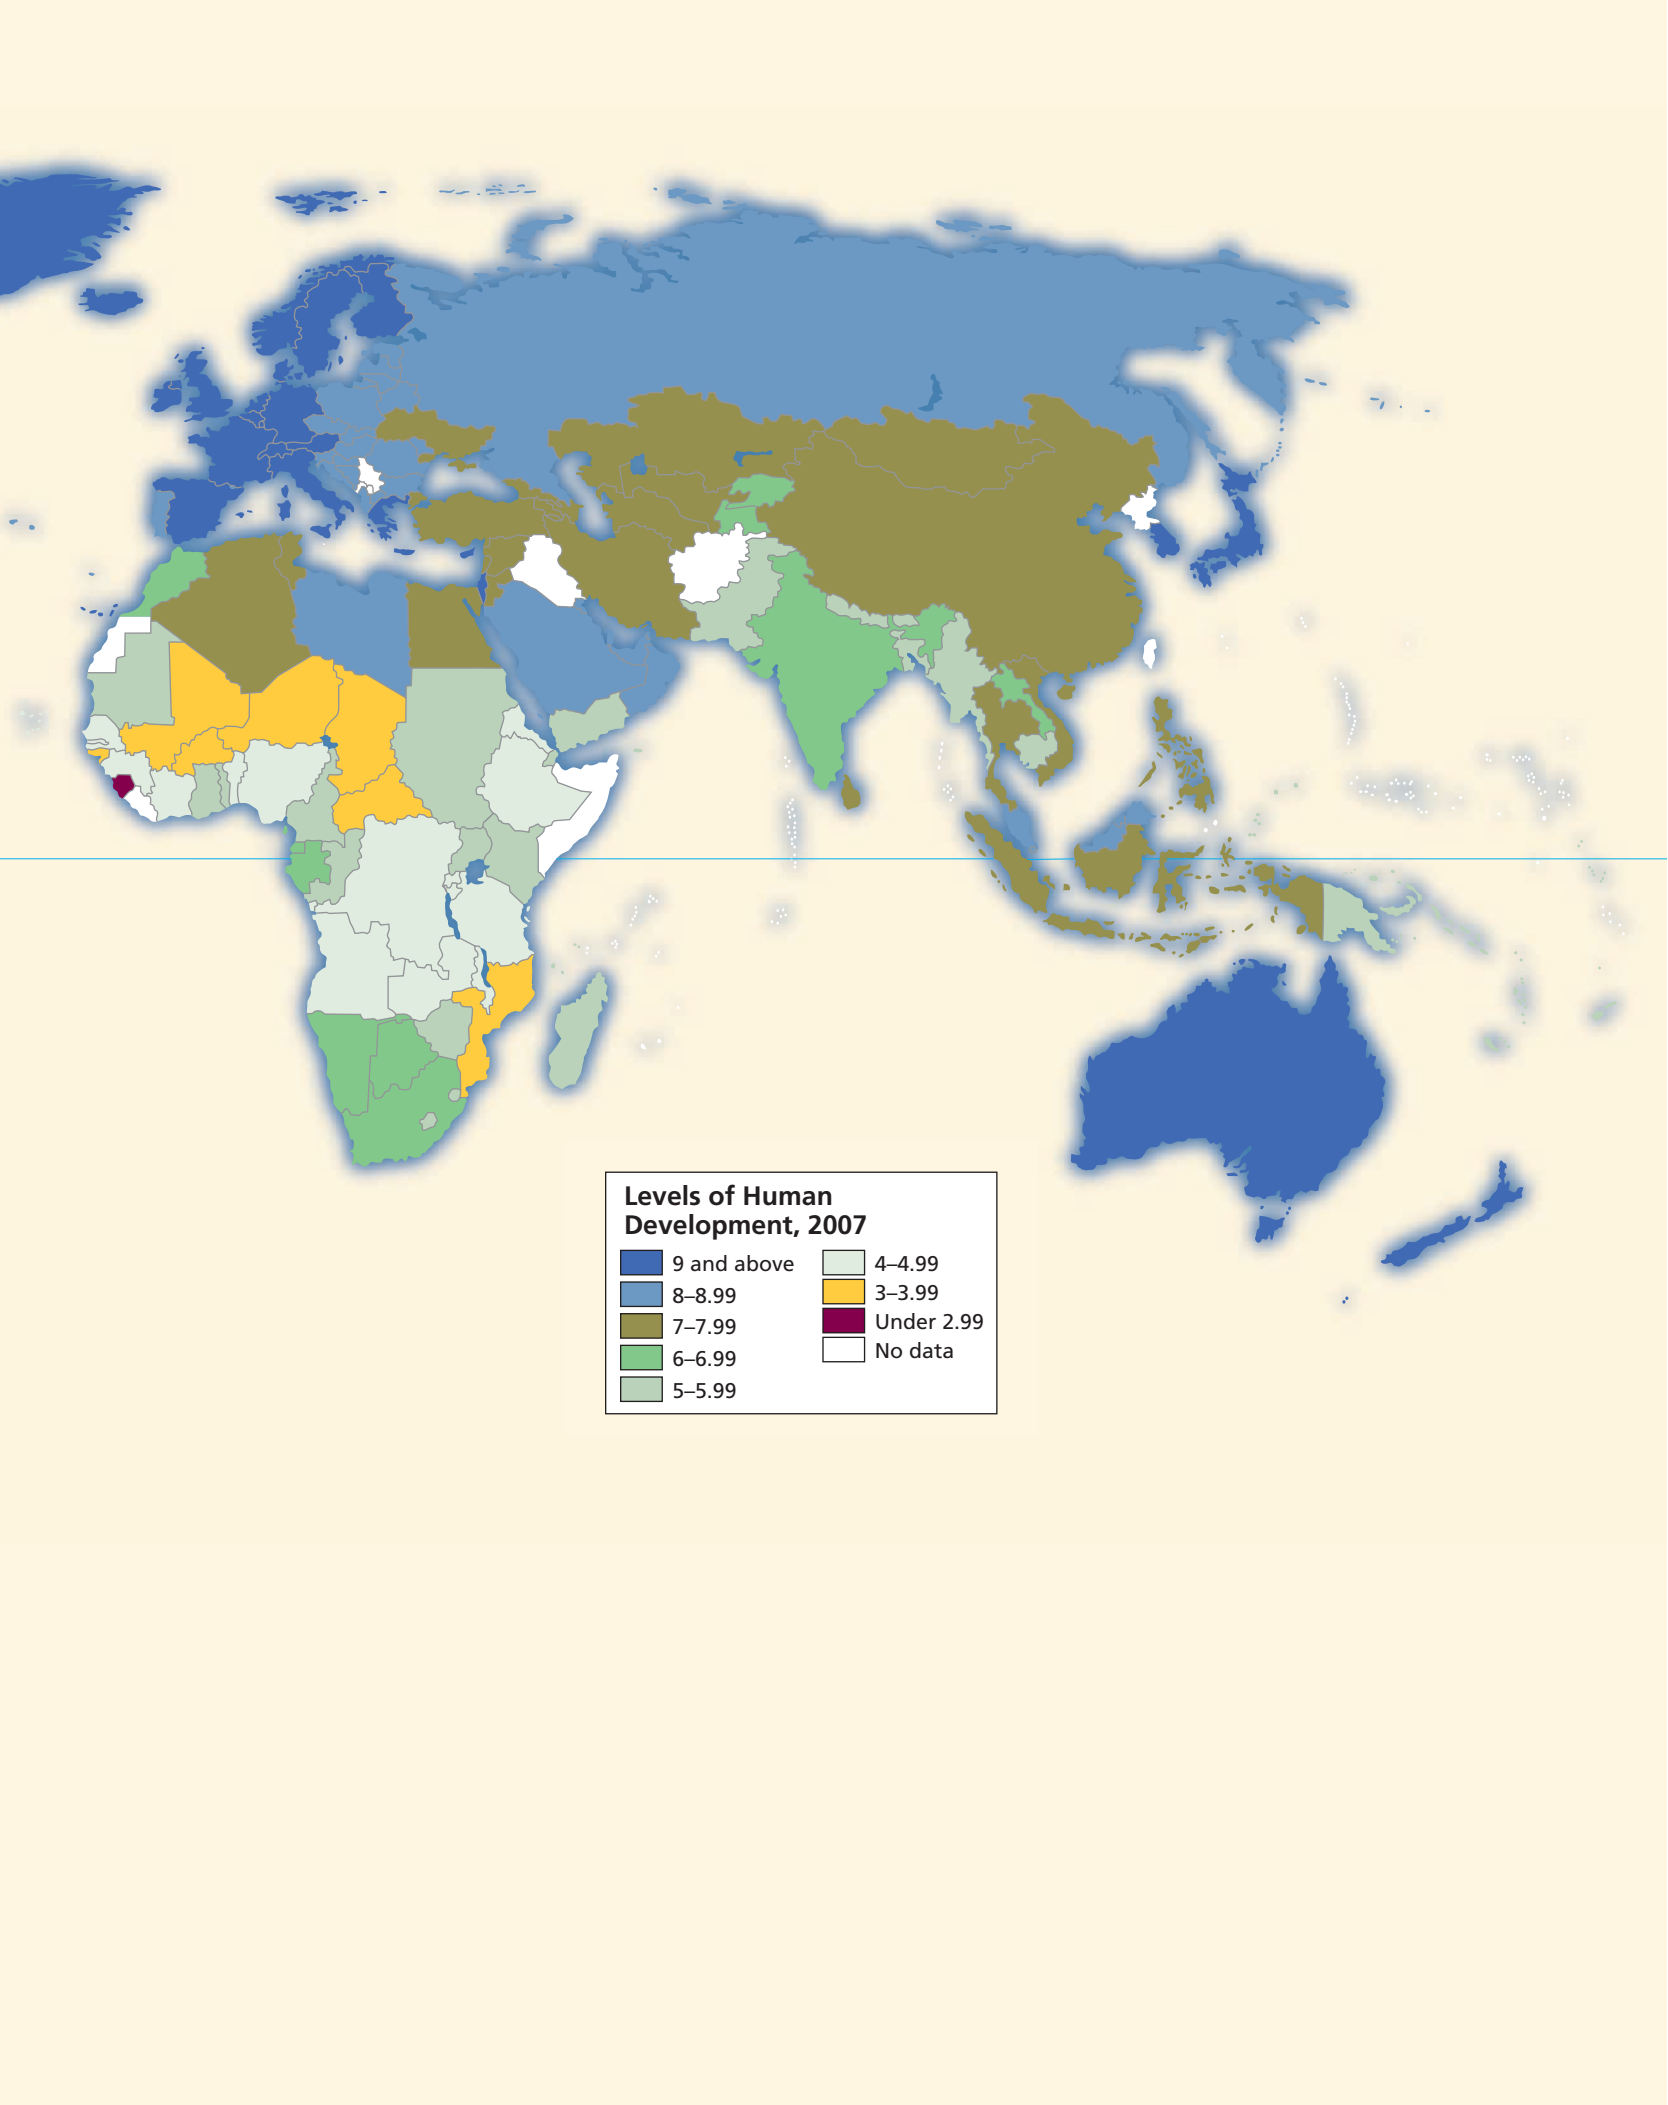 Levels of Human
Development, 2007
9 and above
8–8.99
7–7.99
6–6.99
5–5.99
4–4.99
3–3.99
Under 2.99
No data